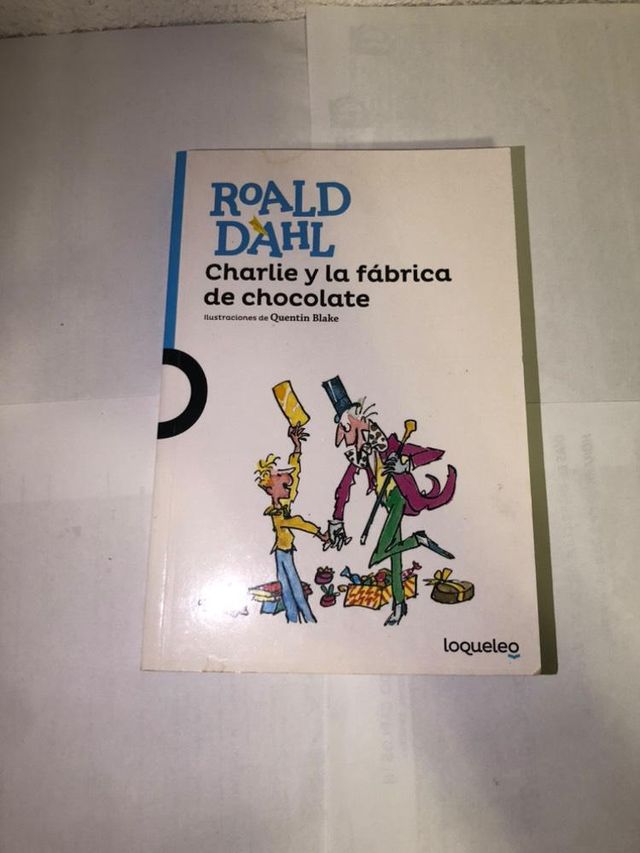 ROALD
DAHL
Charlie y la fábrica
de chocolate
Ilustraciones de Quentin Blake
loqueleo